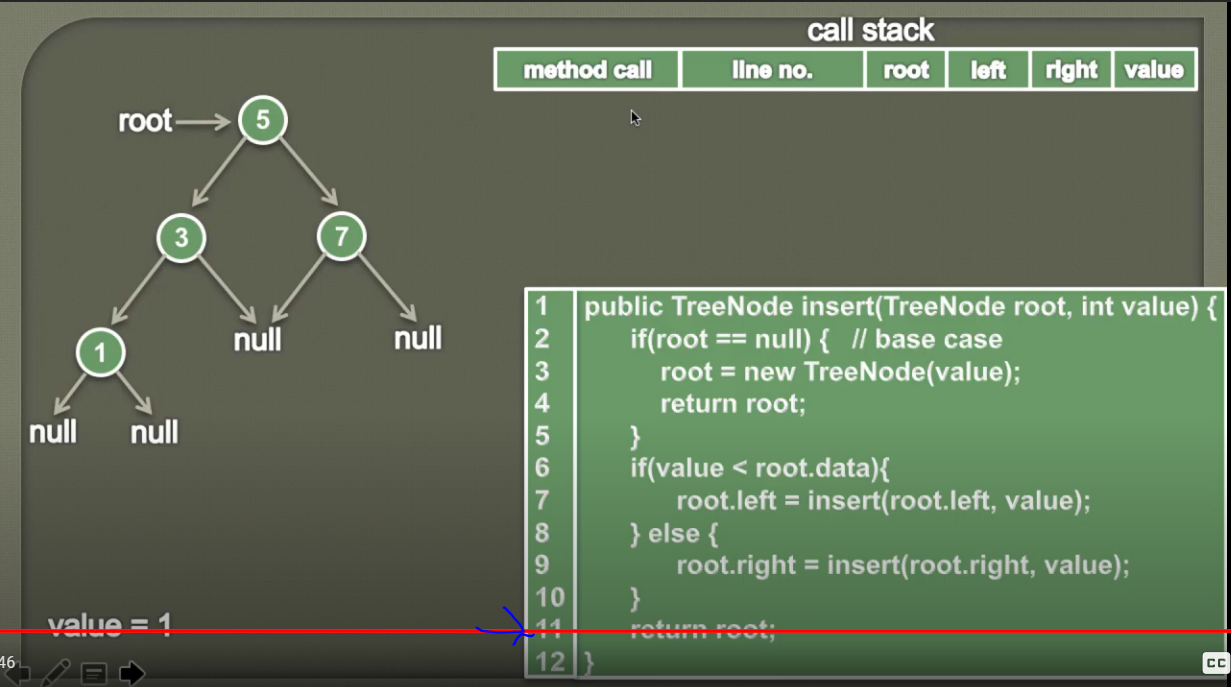 call stack
method call line no. root left right value
root
5
3
7
1
null
null
null
null
1 public TreeNode insert(TreeNode root, int value) {
2 if(root == null) { // base case
3 root = new TreeNode(value);
4 return root;
5 }
6 if(value < root.data){
7 root.left = insert(root.left, value);
8 } else {
9 root.right = insert(root.right, value);
10 }
11 return root;
12 }
value = 1
46
CC